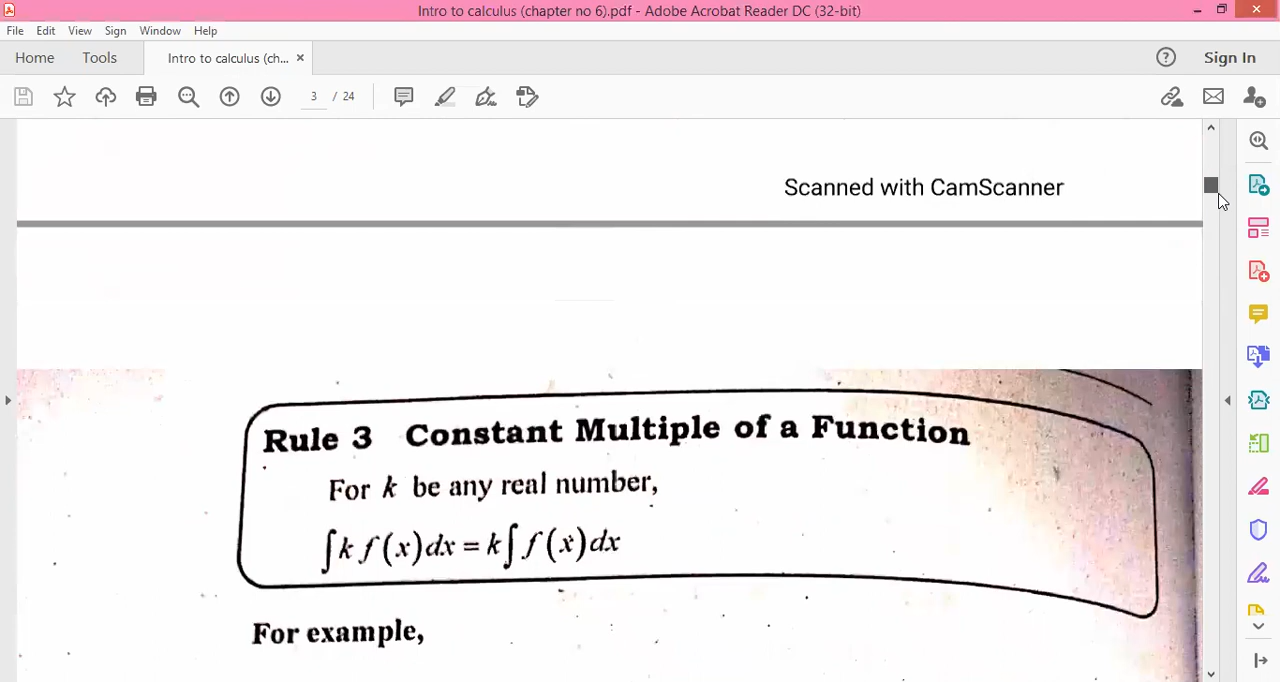 Intro to calculus (chapter no 6).pdf - Adobe Acrobat Reader DC (32-bit)
File Edit View Sign Window Help
Home Tools Intro to calculus (ch... × Sign In
3 / 24
Scanned with CamScanner
Rule 3 Constant Multiple of a Function
For k be any real number,
∫k f(x)dx = k∫f(x)dx
For example,